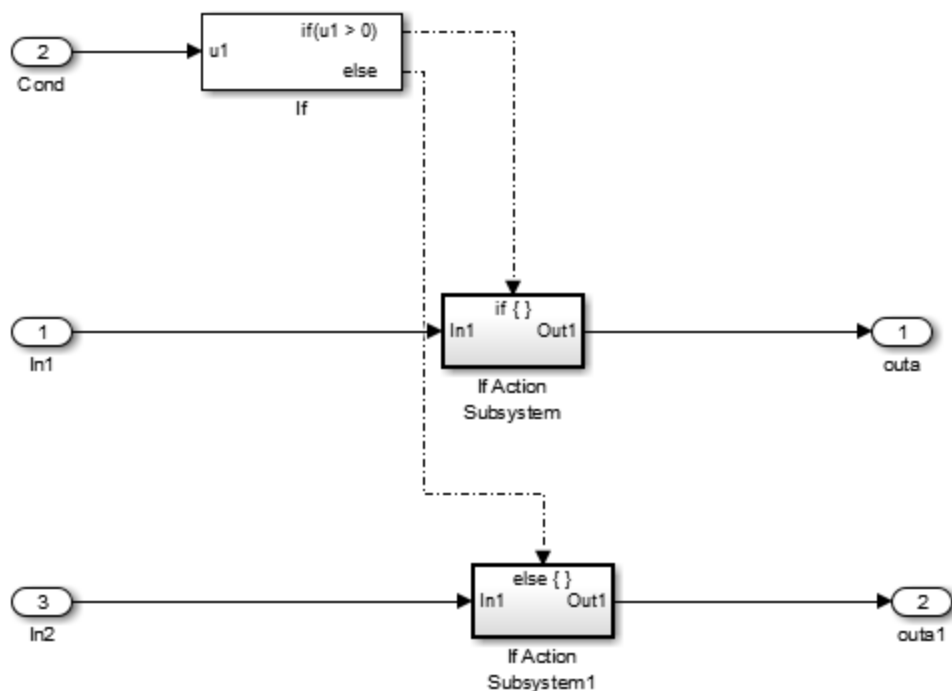 2
Cond
u1
if(u1 > 0)
else
If
1
In1
if { }
In1
Out1
If Action
Subsystem
1
outa
3
In2
else { }
In1
Out1
If Action
Subsystem1
2
outa1